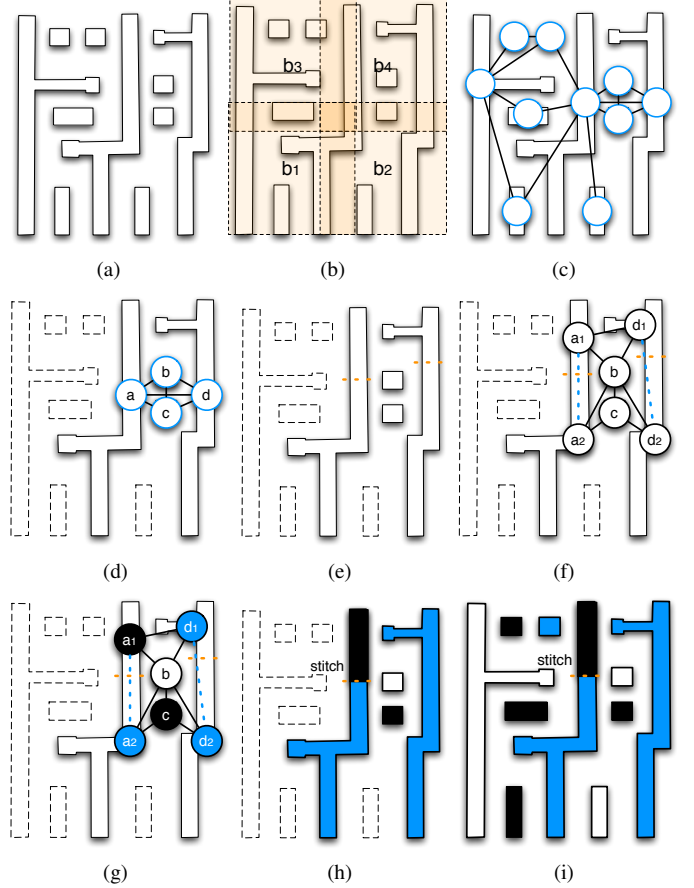 b3 b4
b1 b2
(a) (b) (c)
b
a d
c
a1 d1
b
c
a2 d2
(d) (e) (f)
a1 d1
b
c
a2 d2
stitch
stitch
(g) (h) (i)